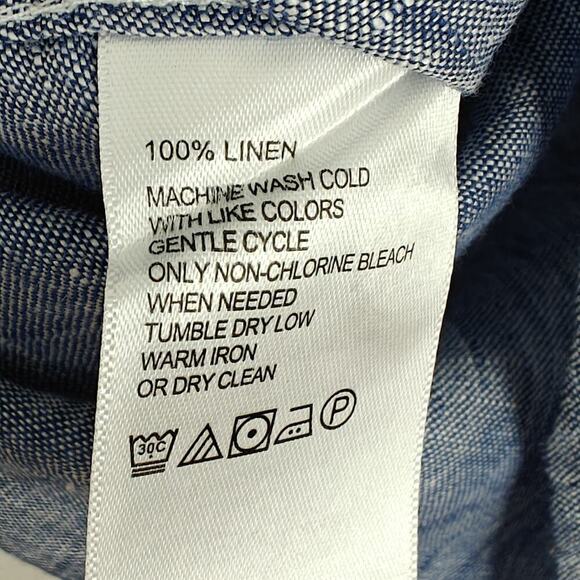 100% LINEN
MACHINE WASH COLD
WITH LIKE COLORS
GENTLE CYCLE
ONLY NON-CHLORINE BLEACH
WHEN NEEDED
TUMBLE DRY LOW
WARM IRON
OR DRY CLEAN
30C P